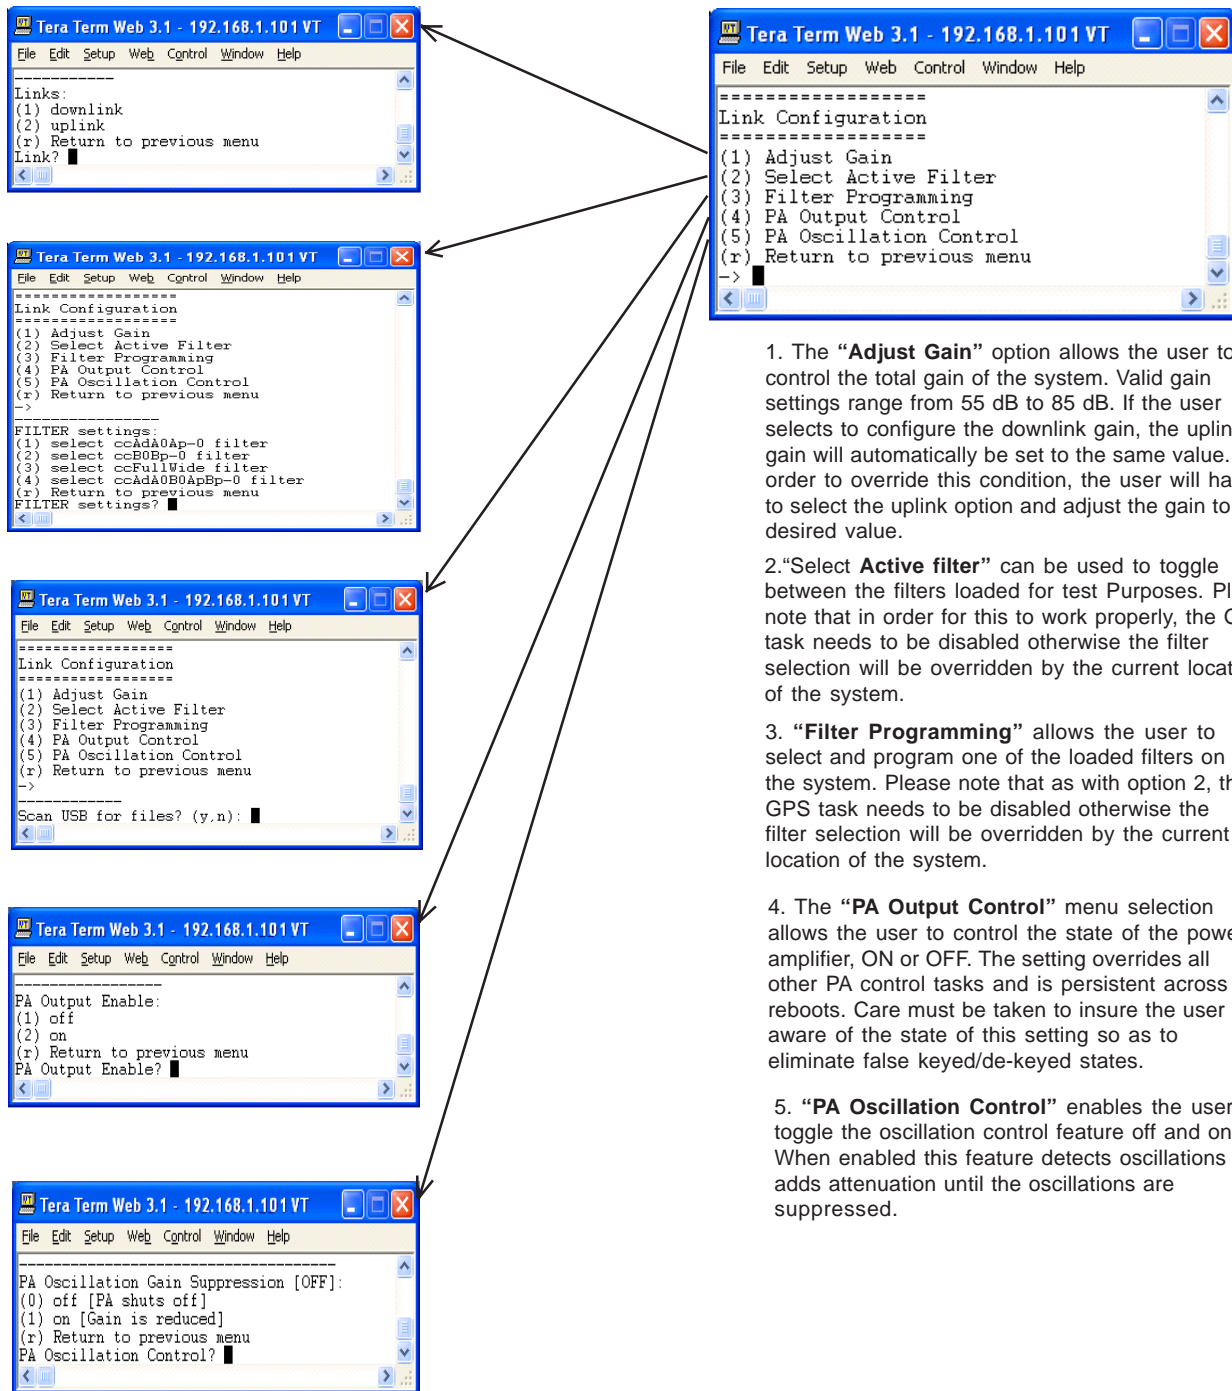 Tera Term Web 3.1 - 192.168.1.101 VT
File Edit Setup Web Control Window Help
-----------
Links:
(1) downlink
(2) uplink
(r) Return to previous menu
Link?
Tera Term Web 3.1 - 192.168.1.101 VT
File Edit Setup Web Control Window Help
==================
Link Configuration
==================
(1) Adjust Gain
(2) Select Active Filter
(3) Filter Programming
(4) PA Output Control
(5) PA Oscillation Control
(r) Return to previous menu
->
----------------
FILTER settings:
(1) select ccAdA0Ap-0 filter
(2) select ccB0Bp-0 filter
(3) select ccFullWide filter
(4) select ccAdA0B0ApBp-0 filter
(r) Return to previous menu
FILTER settings?
Tera Term Web 3.1 - 192.168.1.101 VT
File Edit Setup Web Control Window Help
==================
Link Configuration
==================
(1) Adjust Gain
(2) Select Active Filter
(3) Filter Programming
(4) PA Output Control
(5) PA Oscillation Control
(r) Return to previous menu
->
------------
Scan USB for files? (y,n):
Tera Term Web 3.1 - 192.168.1.101 VT
File Edit Setup Web Control Window Help
-----------------
PA Output Enable:
(1) off
(2) on
(r) Return to previous menu
PA Output Enable?
Tera Term Web 3.1 - 192.168.1.101 VT
File Edit Setup Web Control Window Help
-------------------------------------
PA Oscillation Gain Suppression [OFF]:
(0) off [PA shuts off]
(1) on [Gain is reduced]
(r) Return to previous menu
PA Oscillation Control?
Tera Term Web 3.1 - 192.168.1.101 VT
File Edit Setup Web Control Window Help
==================
Link Configuration
==================
(1) Adjust Gain
(2) Select Active Filter
(3) Filter Programming
(4) PA Output Control
(5) PA Oscillation Control
(r) Return to previous menu
->
1. The “Adjust Gain” option allows the user to
control the total gain of the system. Valid gain
settings range from 55 dB to 85 dB. If the user
selects to configure the downlink gain, the uplin
gain will automatically be set to the same value.
order to override this condition, the user will ha
to select the uplink option and adjust the gain to
desired value.
2.“Select Active filter” can be used to toggle
between the filters loaded for test Purposes. Pl
note that in order for this to work properly, the
task needs to be disabled otherwise the filter
selection will be overridden by the current locat
of the system.
3. “Filter Programming” allows the user to
select and program one of the loaded filters on
the system. Please note that as with option 2, th
GPS task needs to be disabled otherwise the
filter selection will be overridden by the current
location of the system.
4. The “PA Output Control” menu selection
allows the user to control the state of the powe
amplifier, ON or OFF. The setting overrides all
other PA control tasks and is persistent across
reboots. Care must be taken to insure the user
aware of the state of this setting so as to
eliminate false keyed/de-keyed states.
5. “PA Oscillation Control” enables the user
toggle the oscillation control feature off and on
When enabled this feature detects oscillations
adds attenuation until the oscillations are
suppressed.